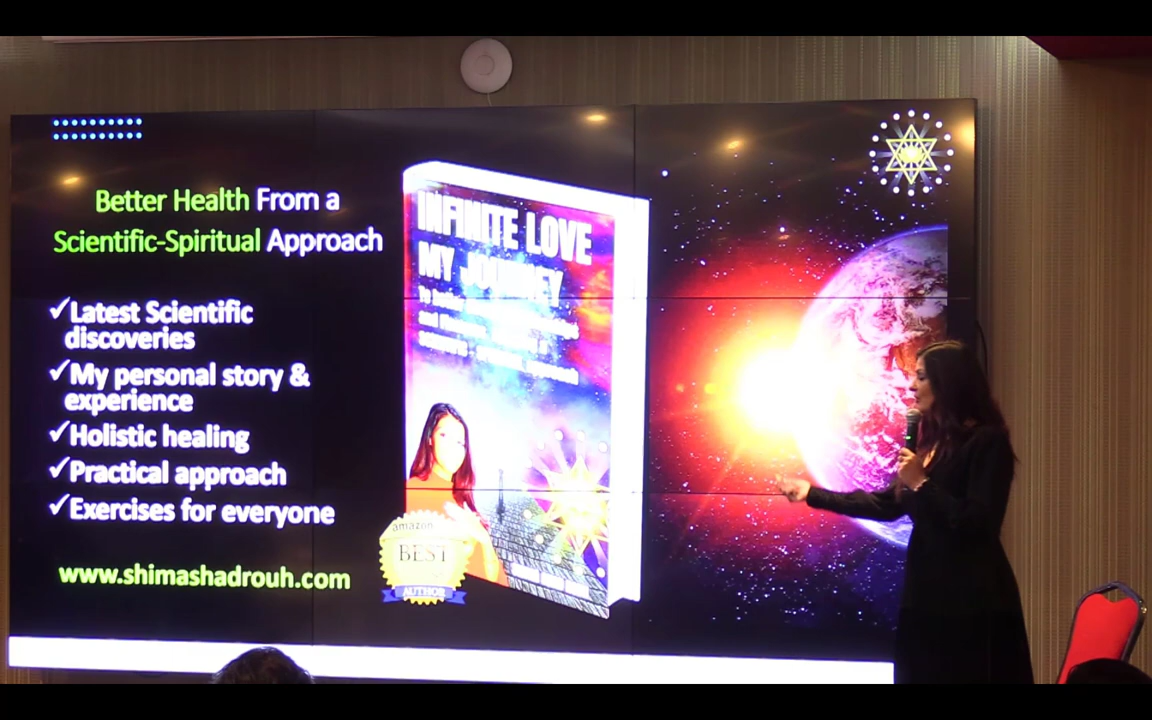 Better Health From a
Scientific-Spiritual Approach
✓Latest Scientific
discoveries
✓My personal story &
experience
✓Holistic healing
✓Practical approach
✓Exercises for everyone
www.shimashadrouh.com
INFINITE LOVE
MY JOURNEY
amazon
BEST
AUTHOR